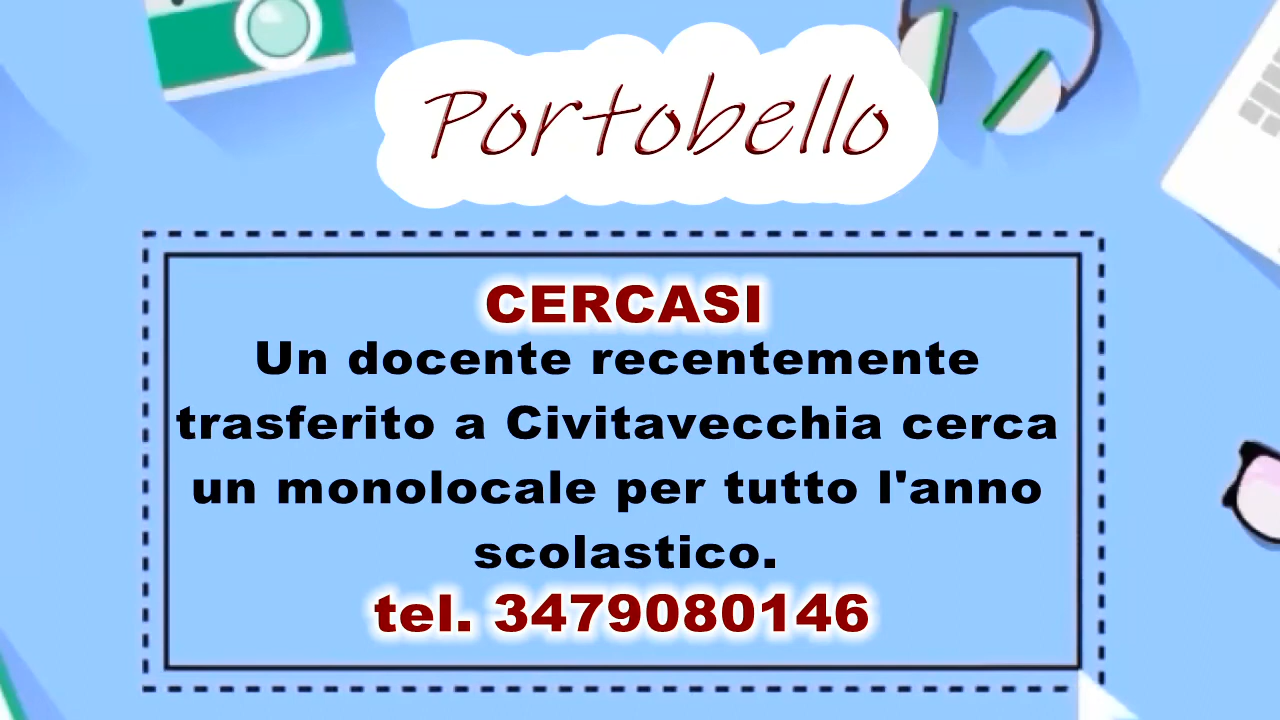 Portobello
CERCASI
Un docente recentemente
trasferito a Civitavecchia cerca
un monolocale per tutto l'anno
scolastico.
tel. 3479080146